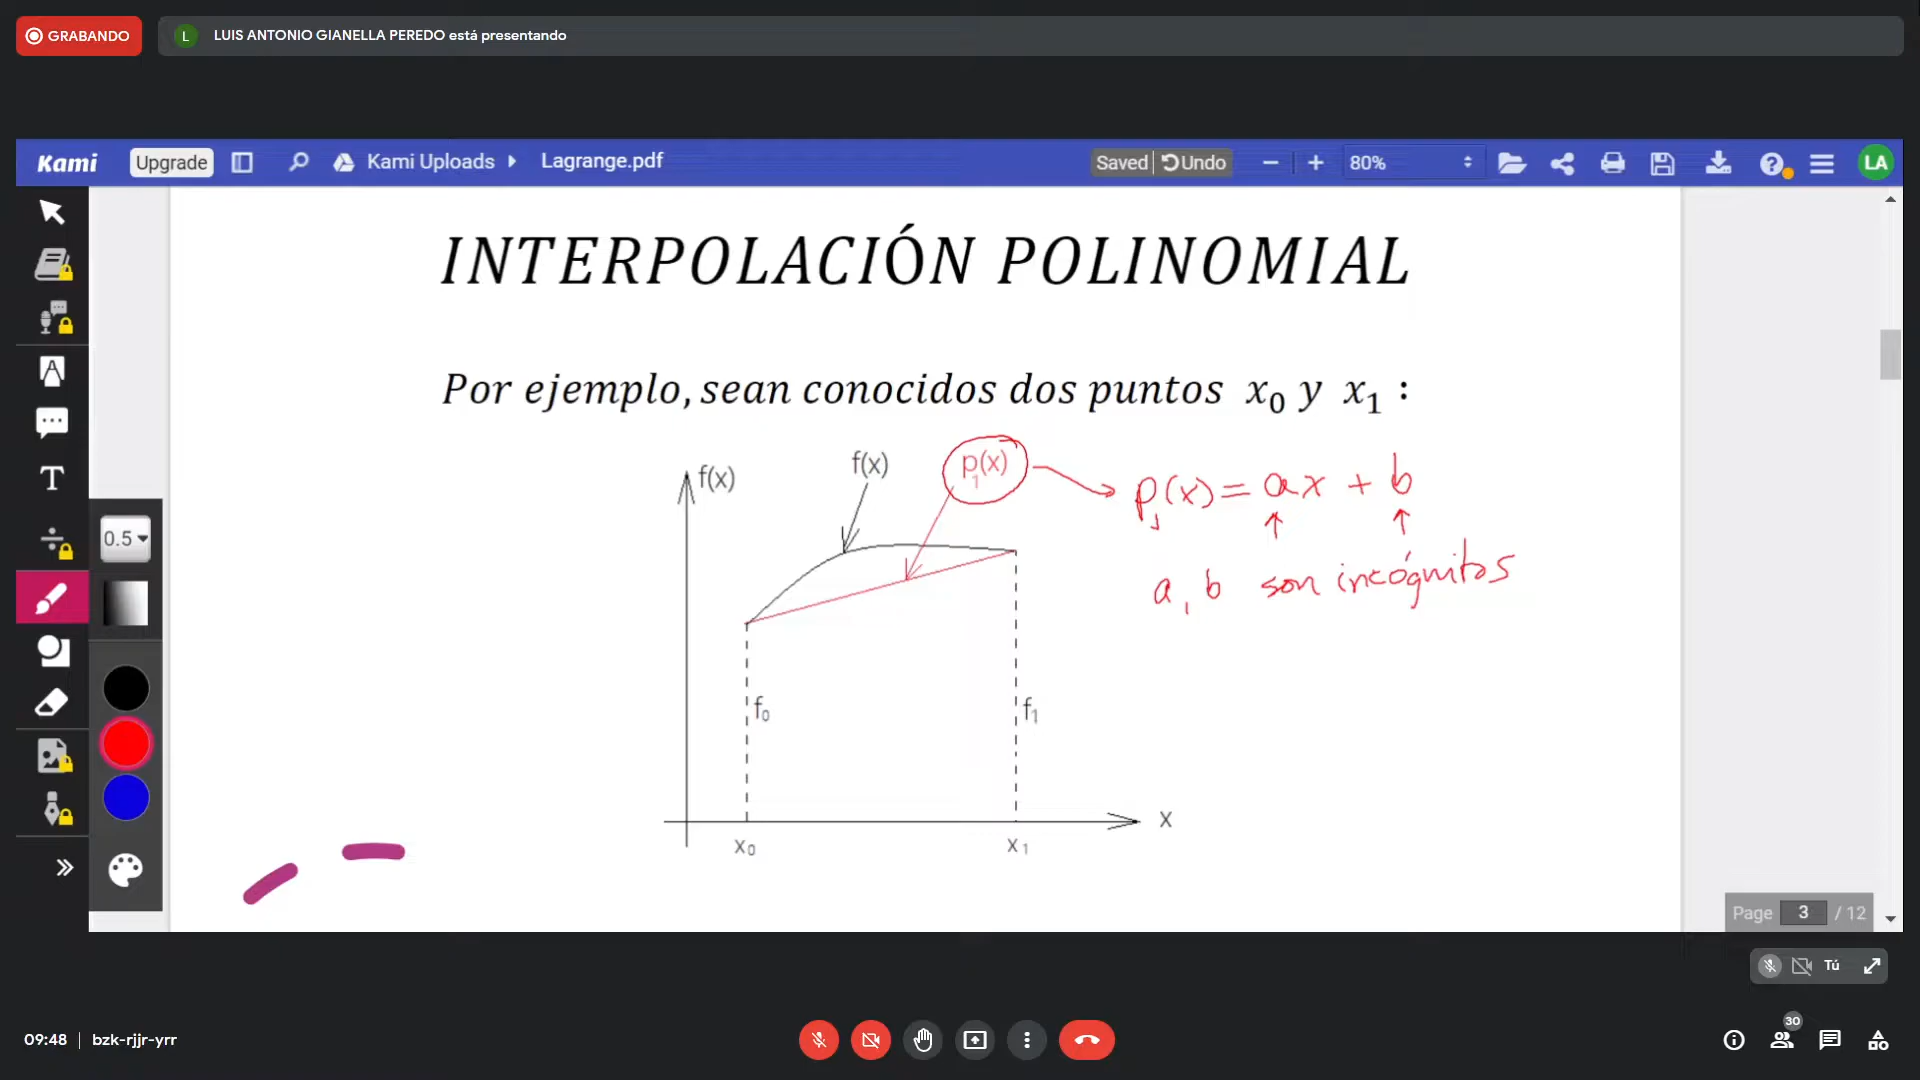 GRABANDO
L LUIS ANTONIO GIANELLA PEREDO está presentando
Kami Upgrade Kami Uploads Lagrange.pdf Saved Undo 80% LA
INTERPOLACIÓN POLINOMIAL
Por ejemplo, sean conocidos dos puntos x₀ y x₁ :
f(x)
f(x)
p₁(x)
p₁(x) = ax + b
a, b son incógnitas
0.5
f₀
f₁
x
x₀
x₁
Page 3 / 12
Tú
09:48 bzk-rjjr-yrr
30